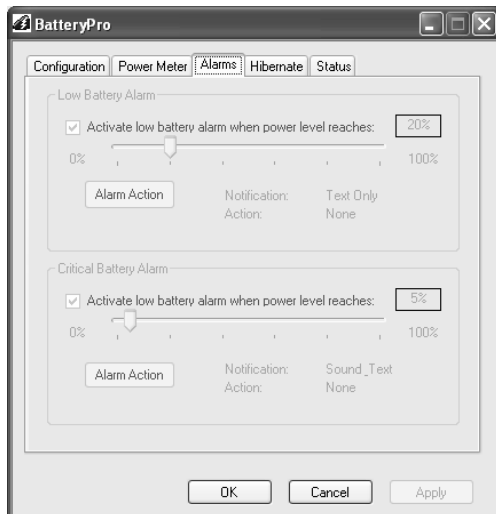 BatteryPro
Configuration Power Meter Alarms Hibernate Status
Low Battery Alarm
Activate low battery alarm when power level reaches: 20%
0% 100%
Alarm Action Notification: Text Only
Action: None
Critical Battery Alarm
Activate low battery alarm when power level reaches: 5%
0% 100%
Alarm Action Notification: Sound_Text
Action: None
OK Cancel Apply